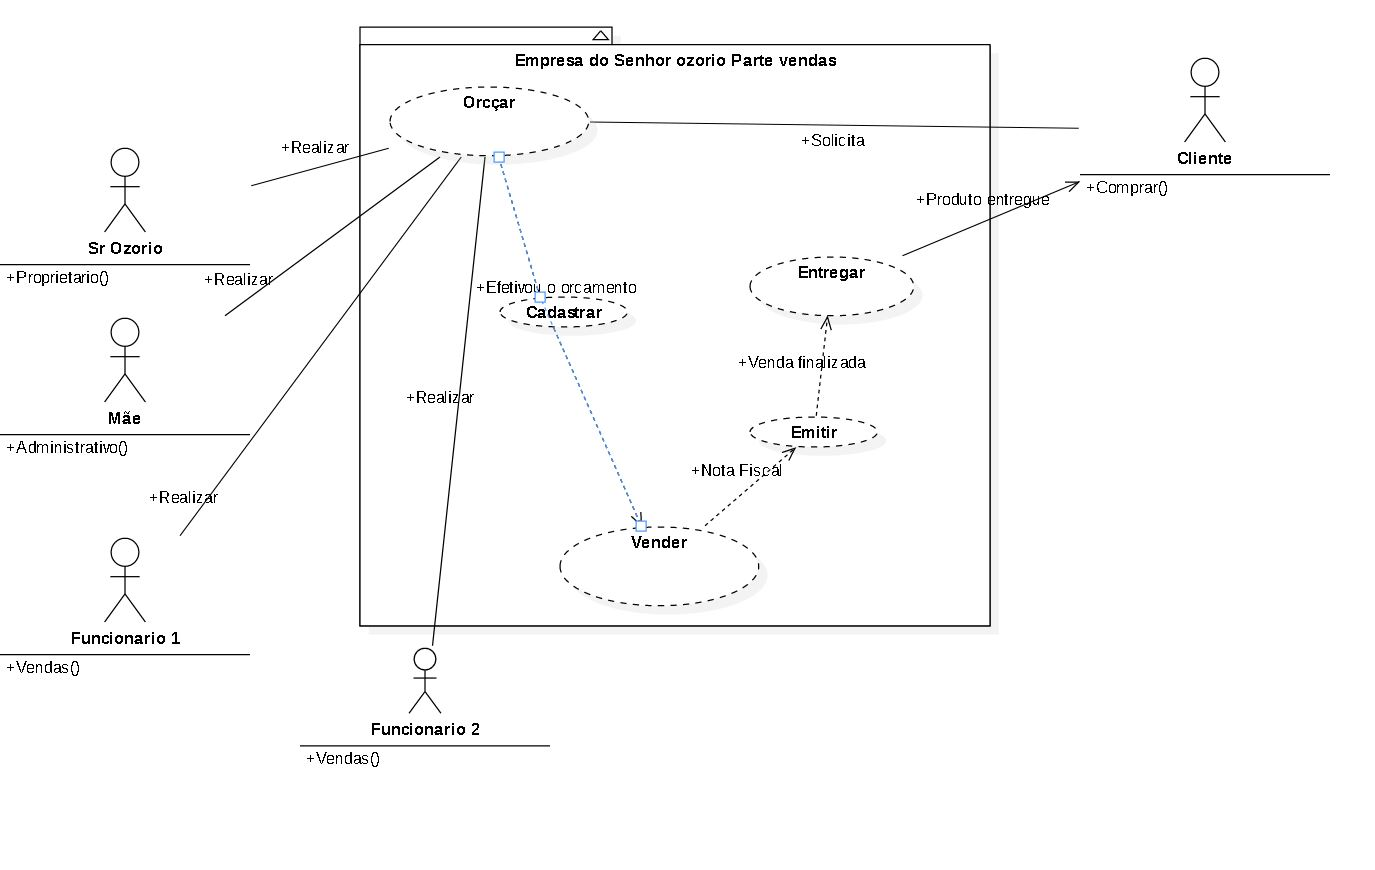 Empresa do Senhor ozorio Parte vendas
Orcçar
+Solicita
+Realizar
Cliente
+Comprar()
+Produto entregue
Sr Ozorio
+Proprietario()
+Realizar
Entregar
+Efetivou o orcamento
Cadastrar
+Venda finalizada
Mãe
+Administrativo()
+Realizar
Emitir
+Nota Fiscal
+Realizar
Vender
Funcionario 1
+Vendas()
Funcionario 2
+Vendas()